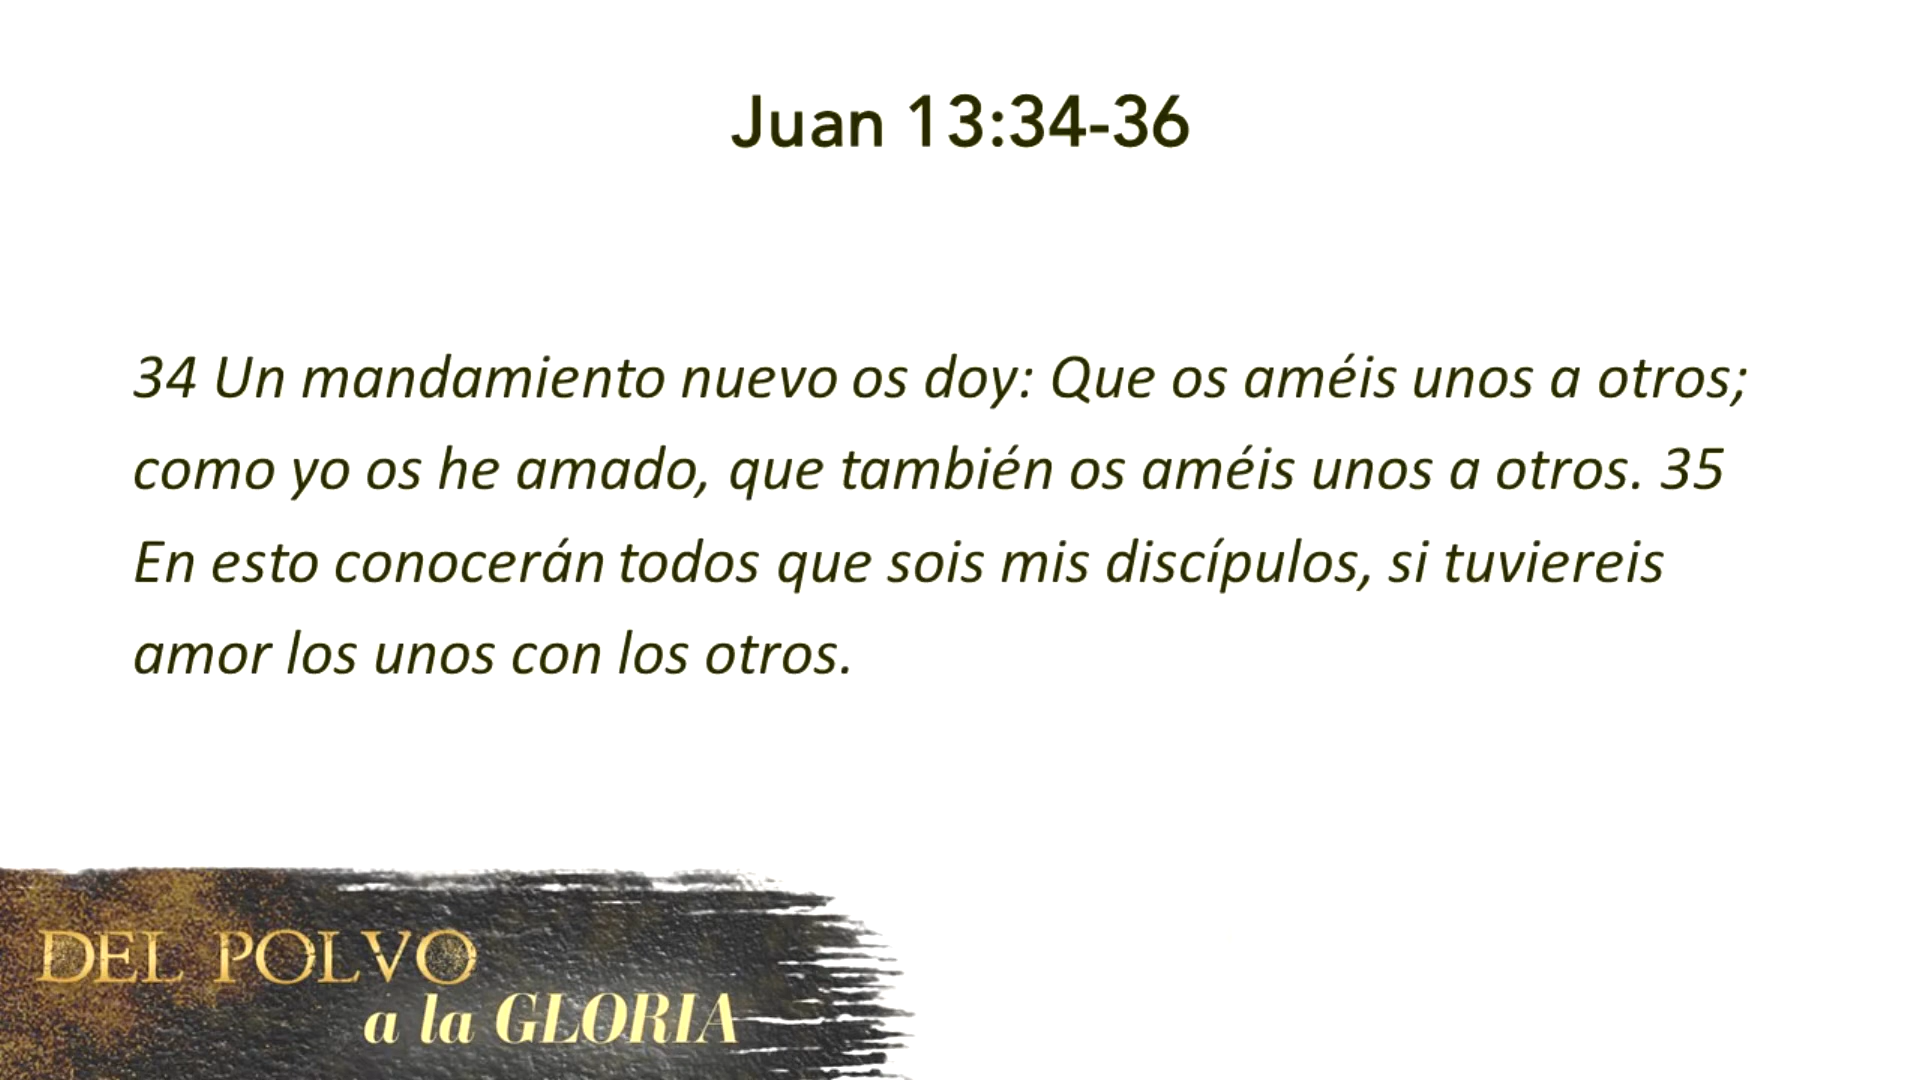 Juan 13:34-36
34 Un mandamiento nuevo os doy: Que os améis unos a otros;
como yo os he amado, que también os améis unos a otros. 35
En esto conocerán todos que sois mis discípulos, si tuviereis
amor los unos con los otros.
DEL POLVO
a la GLORIA